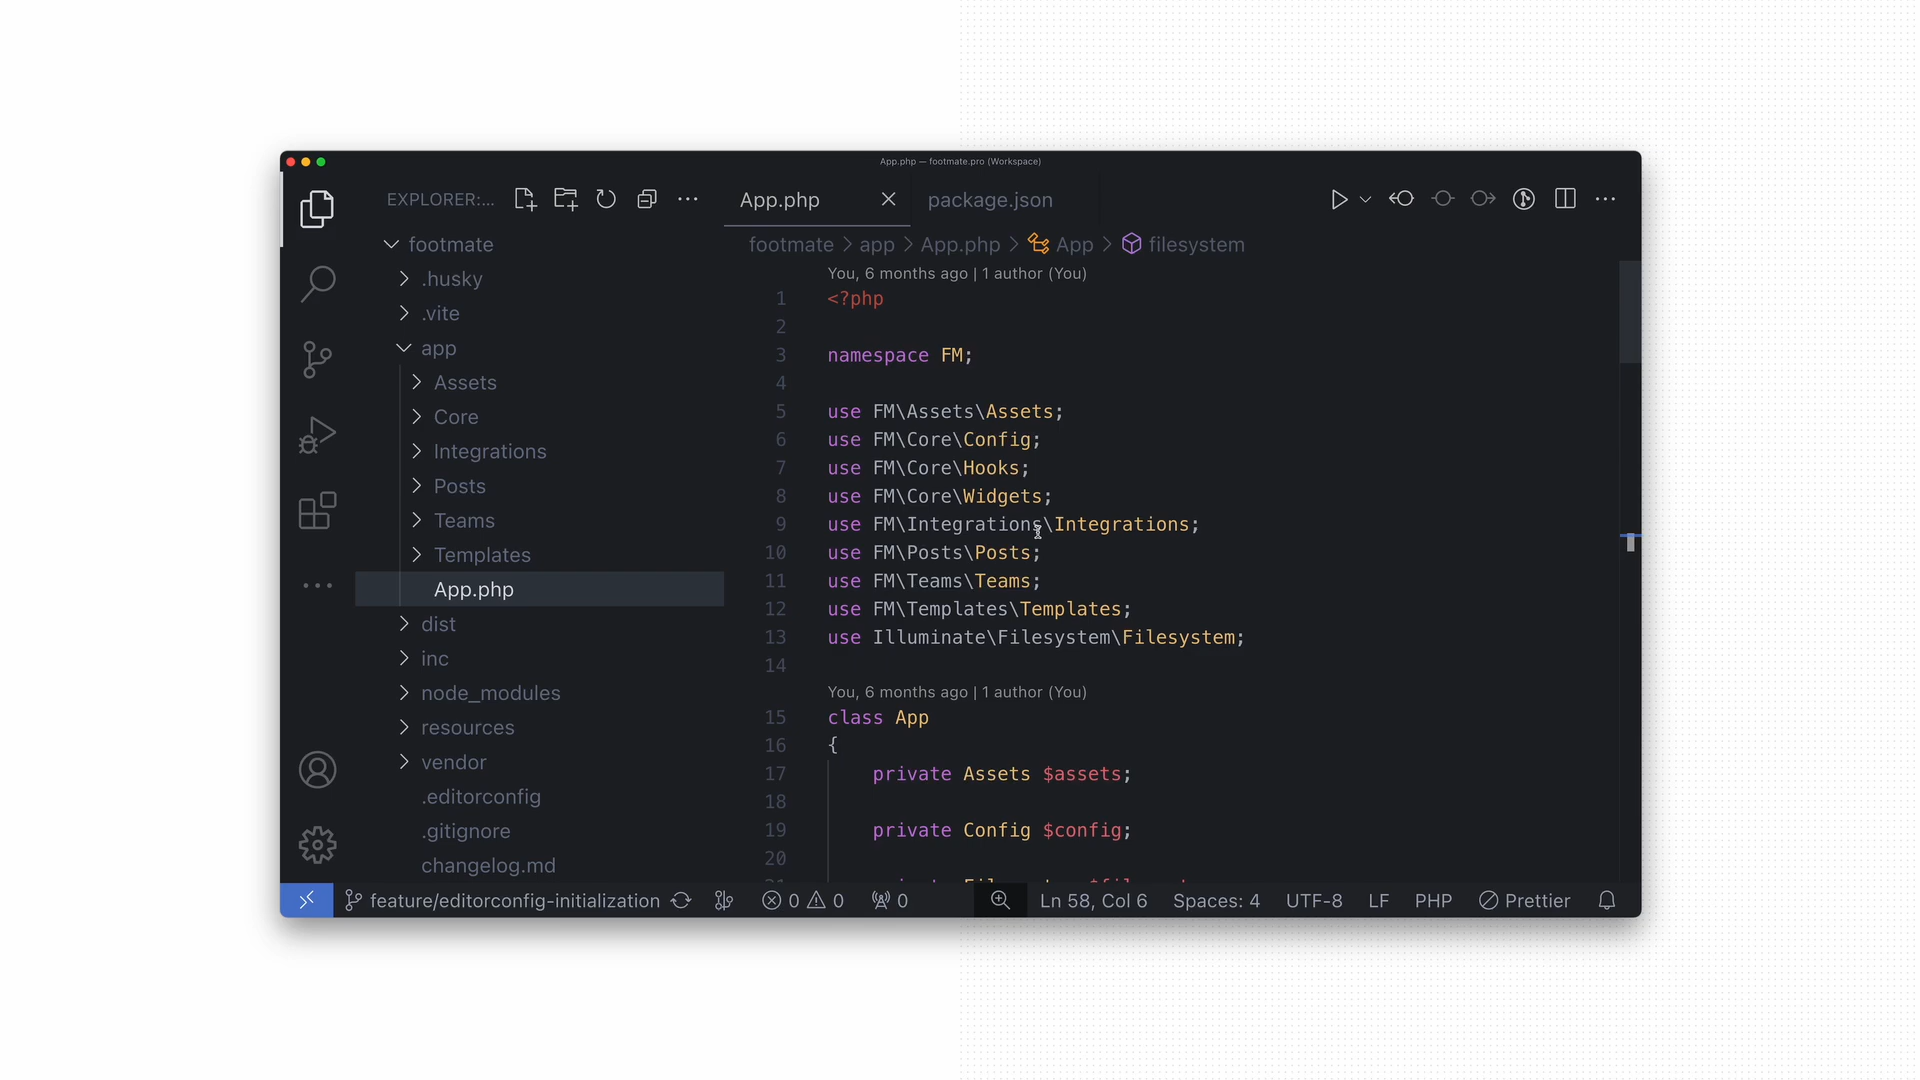 App.php — footmate.pro (Workspace)
EXPLORER:...
App.php
package.json
footmate
.husky
.vite
app
Assets
Core
Integrations
Posts
Teams
Templates
App.php
dist
inc
node_modules
resources
vendor
.editorconfig
.gitignore
changelog.md
footmate > app > App.php > App > filesystem
You, 6 months ago | 1 author (You)
1 <?php
2
3 namespace FM;
4
5 use FM\Assets\Assets;
6 use FM\Core\Config;
7 use FM\Core\Hooks;
8 use FM\Core\Widgets;
9 use FM\Integrations\Integrations;
10 use FM\Posts\Posts;
11 use FM\Teams\Teams;
12 use FM\Templates\Templates;
13 use Illuminate\Filesystem\Filesystem;
14
You, 6 months ago | 1 author (You)
15 class App
16 {
17 private Assets $assets;
18
19 private Config $config;
20
feature/editorconfig-initialization
0
0
0
Ln 58, Col 6
Spaces: 4
UTF-8
LF
PHP
Prettier